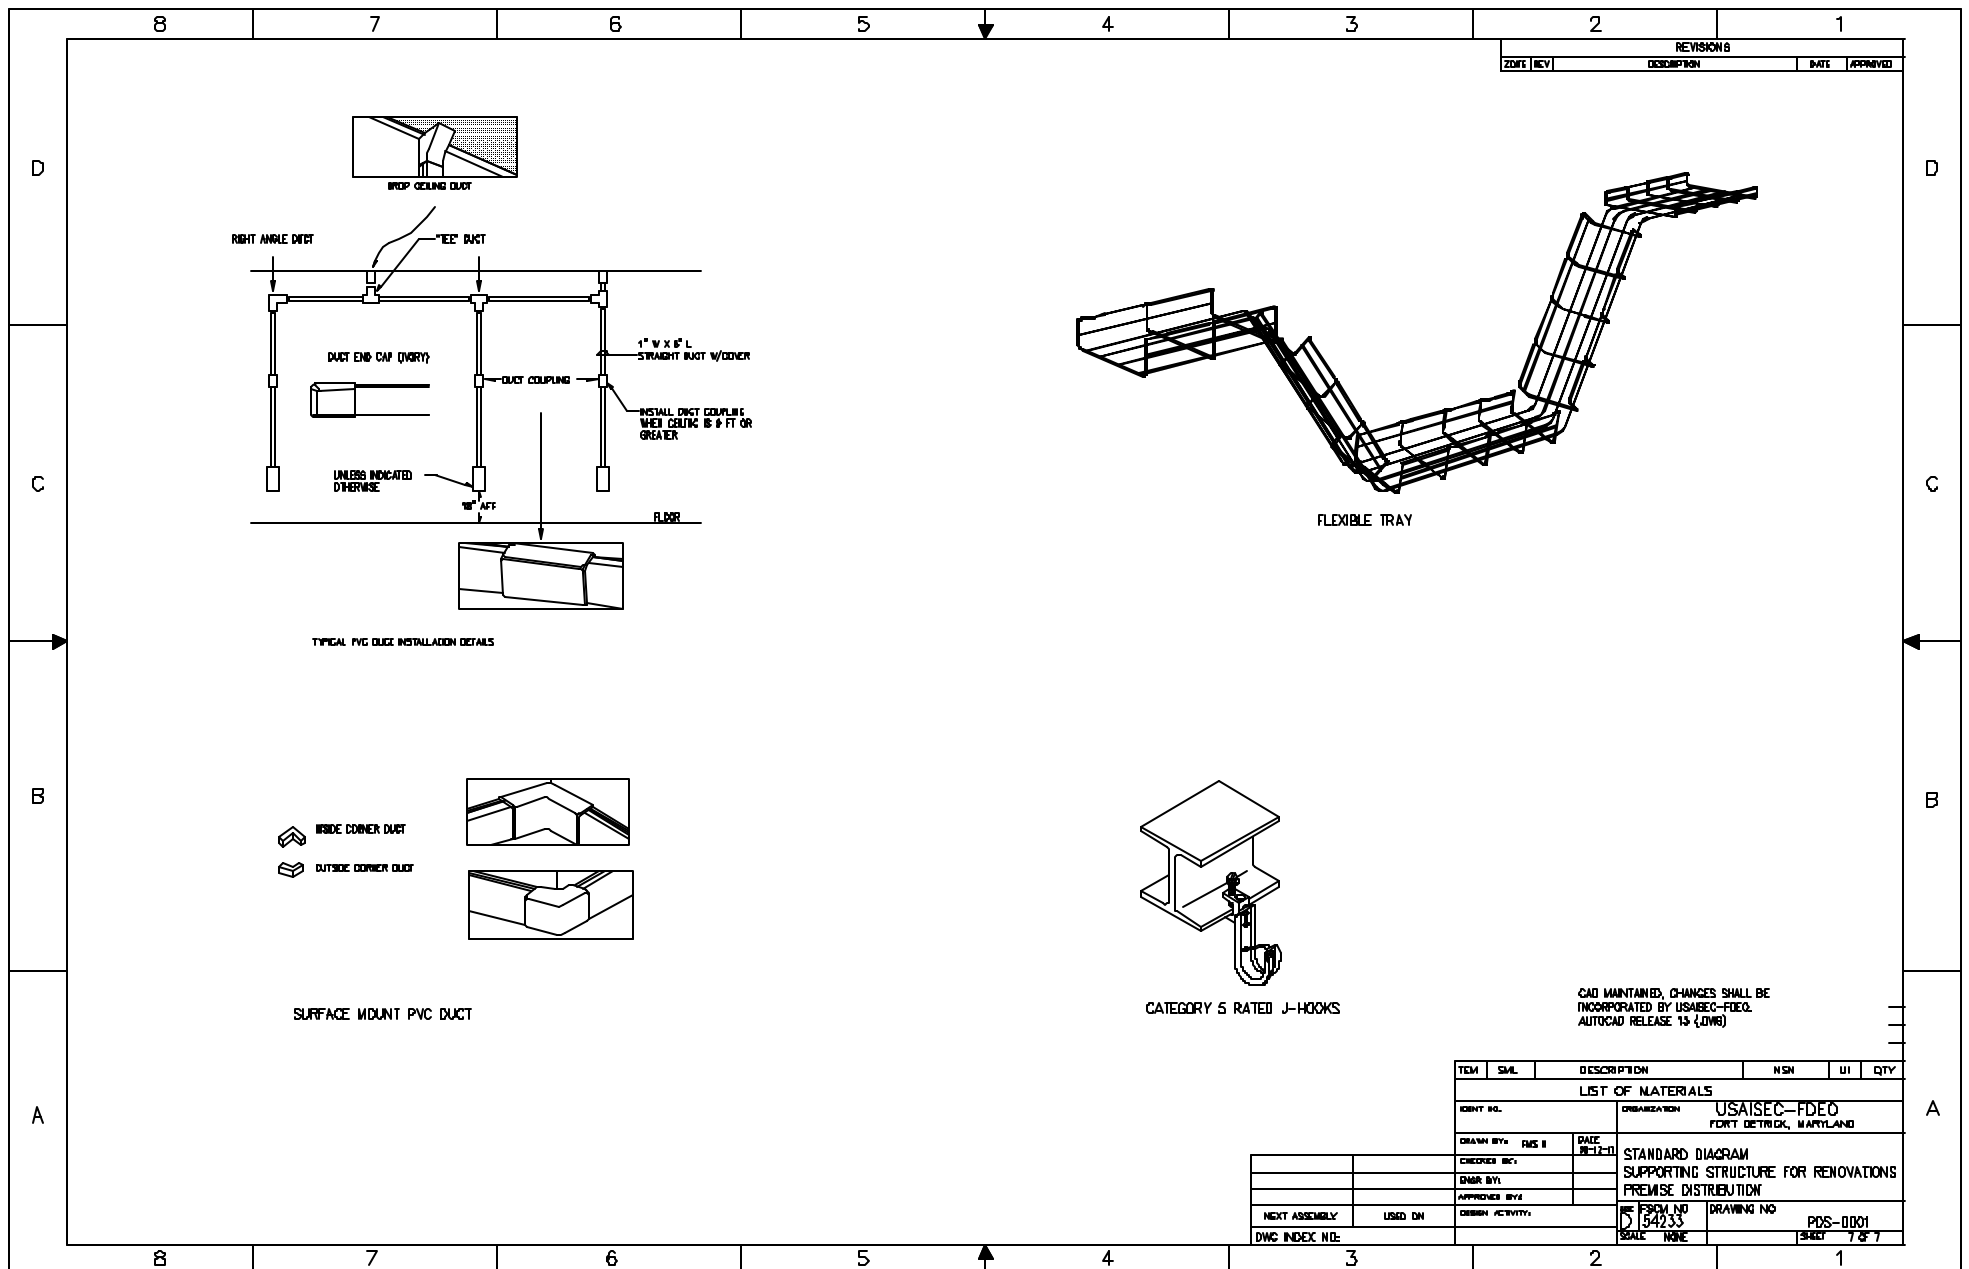 8 7 6 5 4 3 2 1
REVISIONS
ZONE REV DESCRIPTION DATE APPROVED
D D
DROP CEILING DUCT
RIGHT ANGLE DUCT
"TEE" DUCT
1" W X 6" L
STRAIGHT DUCT W/COVER
DUCT END CAP (IVORY)
DUCT COUPLING
INSTALL DUCT COUPLING
WHEN CEILING IS 9 FT OR
GREATER
UNLESS INDICATED
OTHERWISE
18" AFF
FLOOR
C C
FLEXIBLE TRAY
TYPICAL PVC DUCT INSTALLATION DETAILS
B B
INSIDE CORNER DUCT
OUTSIDE CORNER DUCT
SURFACE MOUNT PVC DUCT
CATEGORY 5 RATED J-HOOKS
CAD MAINTAINED, CHANGES SHALL BE
INCORPORATED BY USAISEC-FDEO.
AUTOCAD RELEASE 13 (.DWG)
ITEM SML DESCRIPTION NSN UI QTY
LIST OF MATERIALS
A A
IDENT NO.
ORGANIZATION USAISEC-FDEO
FORT DETRICK, MARYLAND
DRAWN BY: DATE
CHECKED BY:
ENGR BY:
APPROVED BY:
DESIGN ACTIVITY:
STANDARD DIAGRAM
SUPPORTING STRUCTURE FOR RENOVATIONS
PREMISE DISTRIBUTION
NEXT ASSEMBLY USED ON
DWG INDEX NO:
SIZE D
FSCM NO 54233
DRAWING NO PDS-0001
SCALE NONE
SHEET 7 OF 7
8 7 6 5 3 2 1